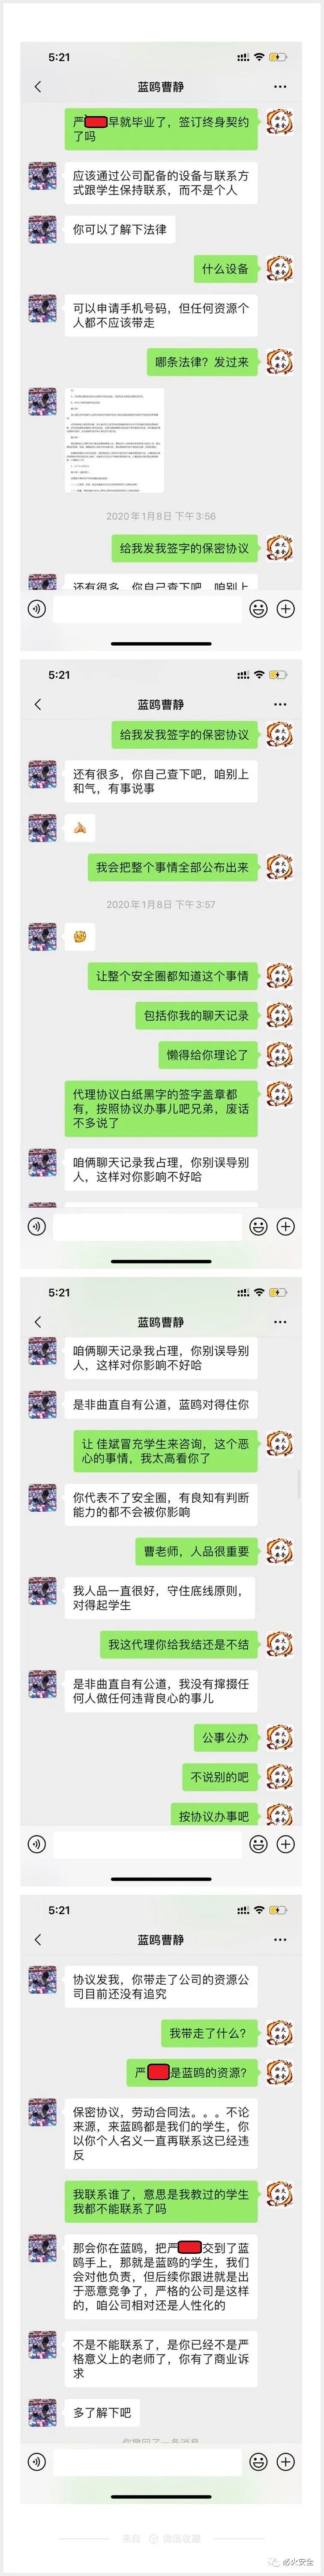 5:21
蓝鸥曹静
严
早就毕业了，签订终身契约
了吗
应该通过公司配备的设备与联系方
式跟学生保持联系，而不是个人
你可以了解下法律
什么设备
可以申请手机号码，但任何资源个
人都不应该带走
哪条法律？发过来
2020年1月8日 下午3:56
给我发我签字的保密协议
还有很多，你自己查下吧，咱别上
5:21
蓝鸥曹静
给我发我签字的保密协议
还有很多，你自己查下吧，咱别上
和气，有事说事
我会把整个事情全部公布出来
2020年1月8日 下午3:57
让整个安全圈都知道这个事情
包括你我的聊天记录
懒得给你理论了
代理协议白纸黑字的签字盖章都
有，按照协议办事儿吧兄弟，废话
不多说了
咱俩聊天记录我占理，你别误导别
人，这样对你影响不好哈
5:21
蓝鸥曹静
咱俩聊天记录我占理，你别误导别
人，这样对你影响不好哈
是非曲直自有公道，蓝鸥对得住你
让 佳斌冒充学生来咨询，这个恶
心的事情，我太高看你了
你代表不了安全圈，有良知有判断
能力的都不会被你影响
曹老师，人品很重要
我人品一直很好，守住底线原则，
对得起学生
我这代理你给我结还是不结
是非曲直自有公道，我没有撺掇任
何人做任何违背良心的事儿
公事公办
不说别的吧
按协议办事吧
5:21
蓝鸥曹静
协议发我，你带走了公司的资源公
司目前还没有追究
我带走了什么？
严
是蓝鸥的资源？
保密协议，劳动合同法。。。不论
来源，来蓝鸥都是我们的学生，你
以你个人名义一直再联系这已经违
反
我联系谁了，意思是我教过的学生
我都不能联系了吗
那会你在蓝鸥，把严
交到了蓝
鸥手上，那就是蓝鸥的学生，我们
会对他负责，但后续你跟进就是出
于恶意竞争了，严格的公司是这样
的，咱公司相对还是人性化的
不是不能联系了，是你已经不是严
格意义上的老师了，你有了商业诉
求
多了解下吧
你撤回了一条消息
来自
微信收藏
必火安全